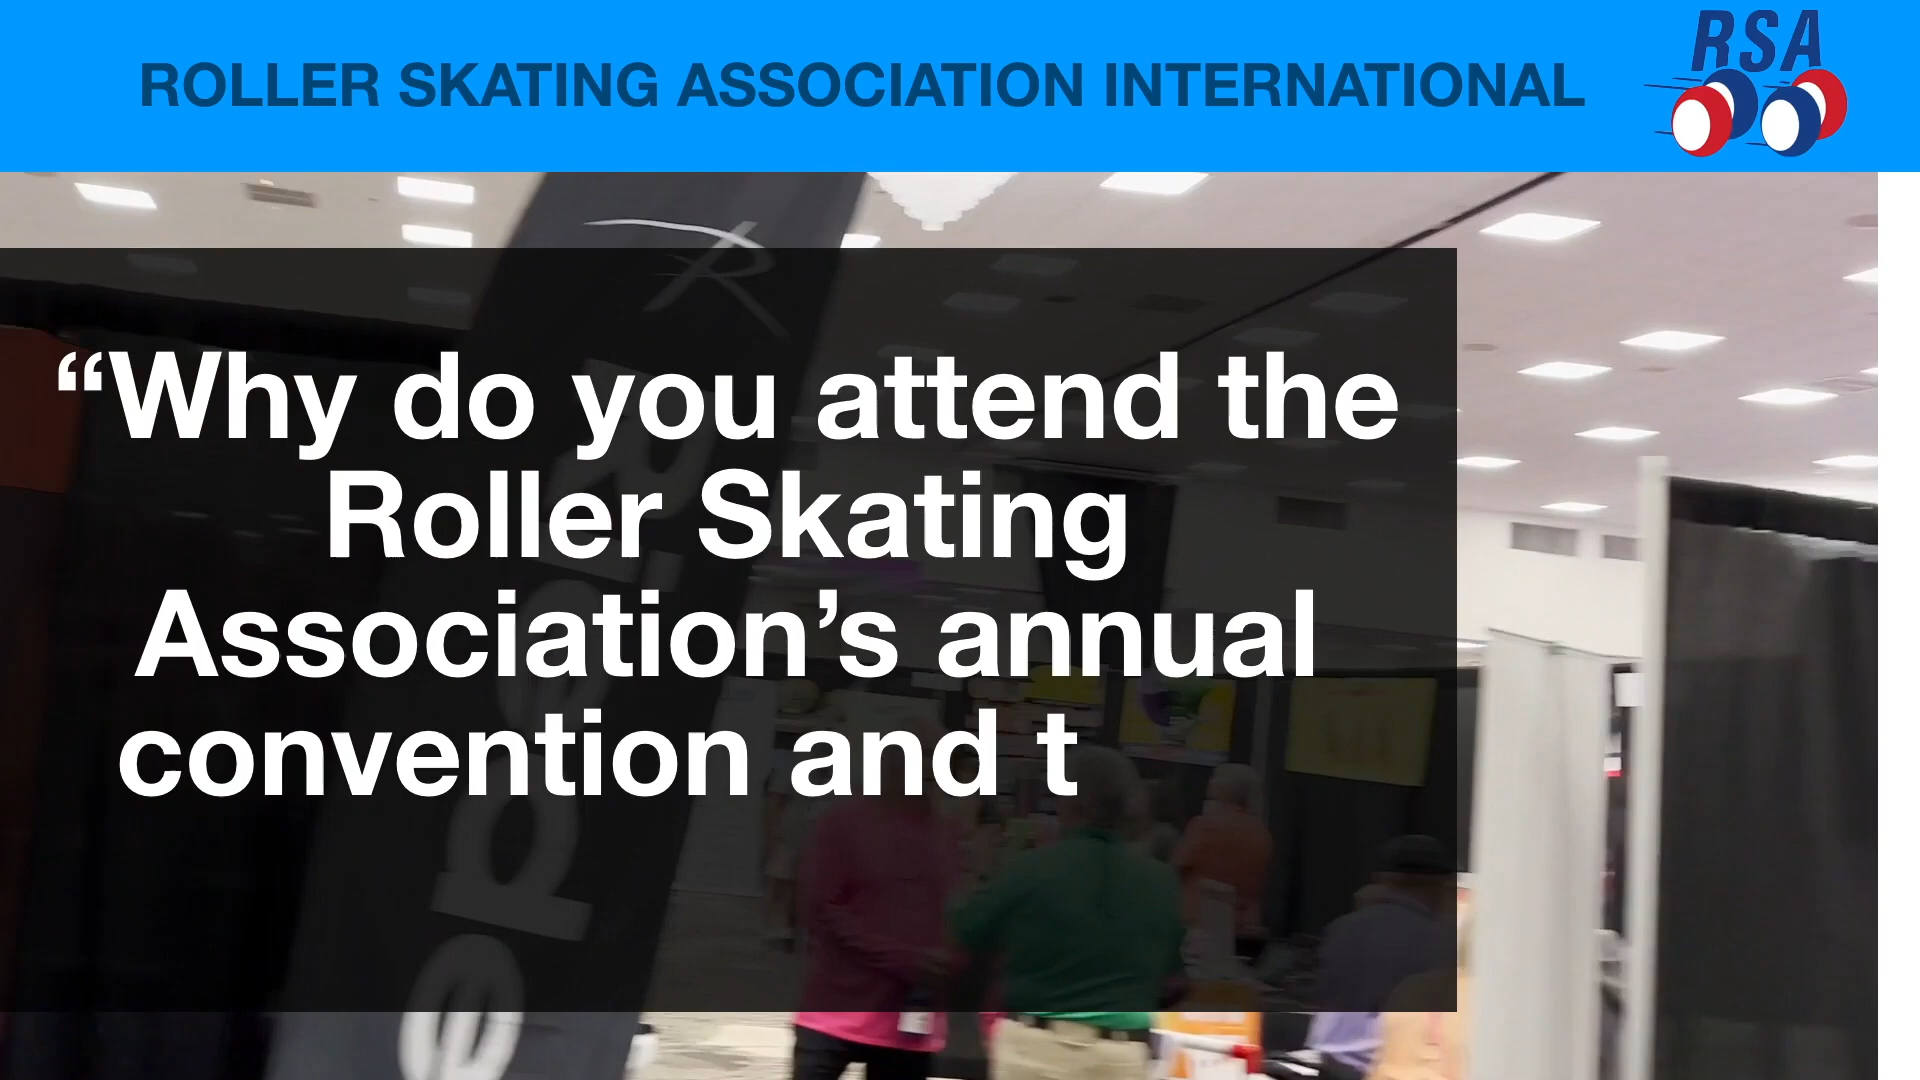 ROLLER SKATING ASSOCIATION INTERNATIONAL
RSA
“Why do you attend the
Roller Skating
Association’s annual
convention and t